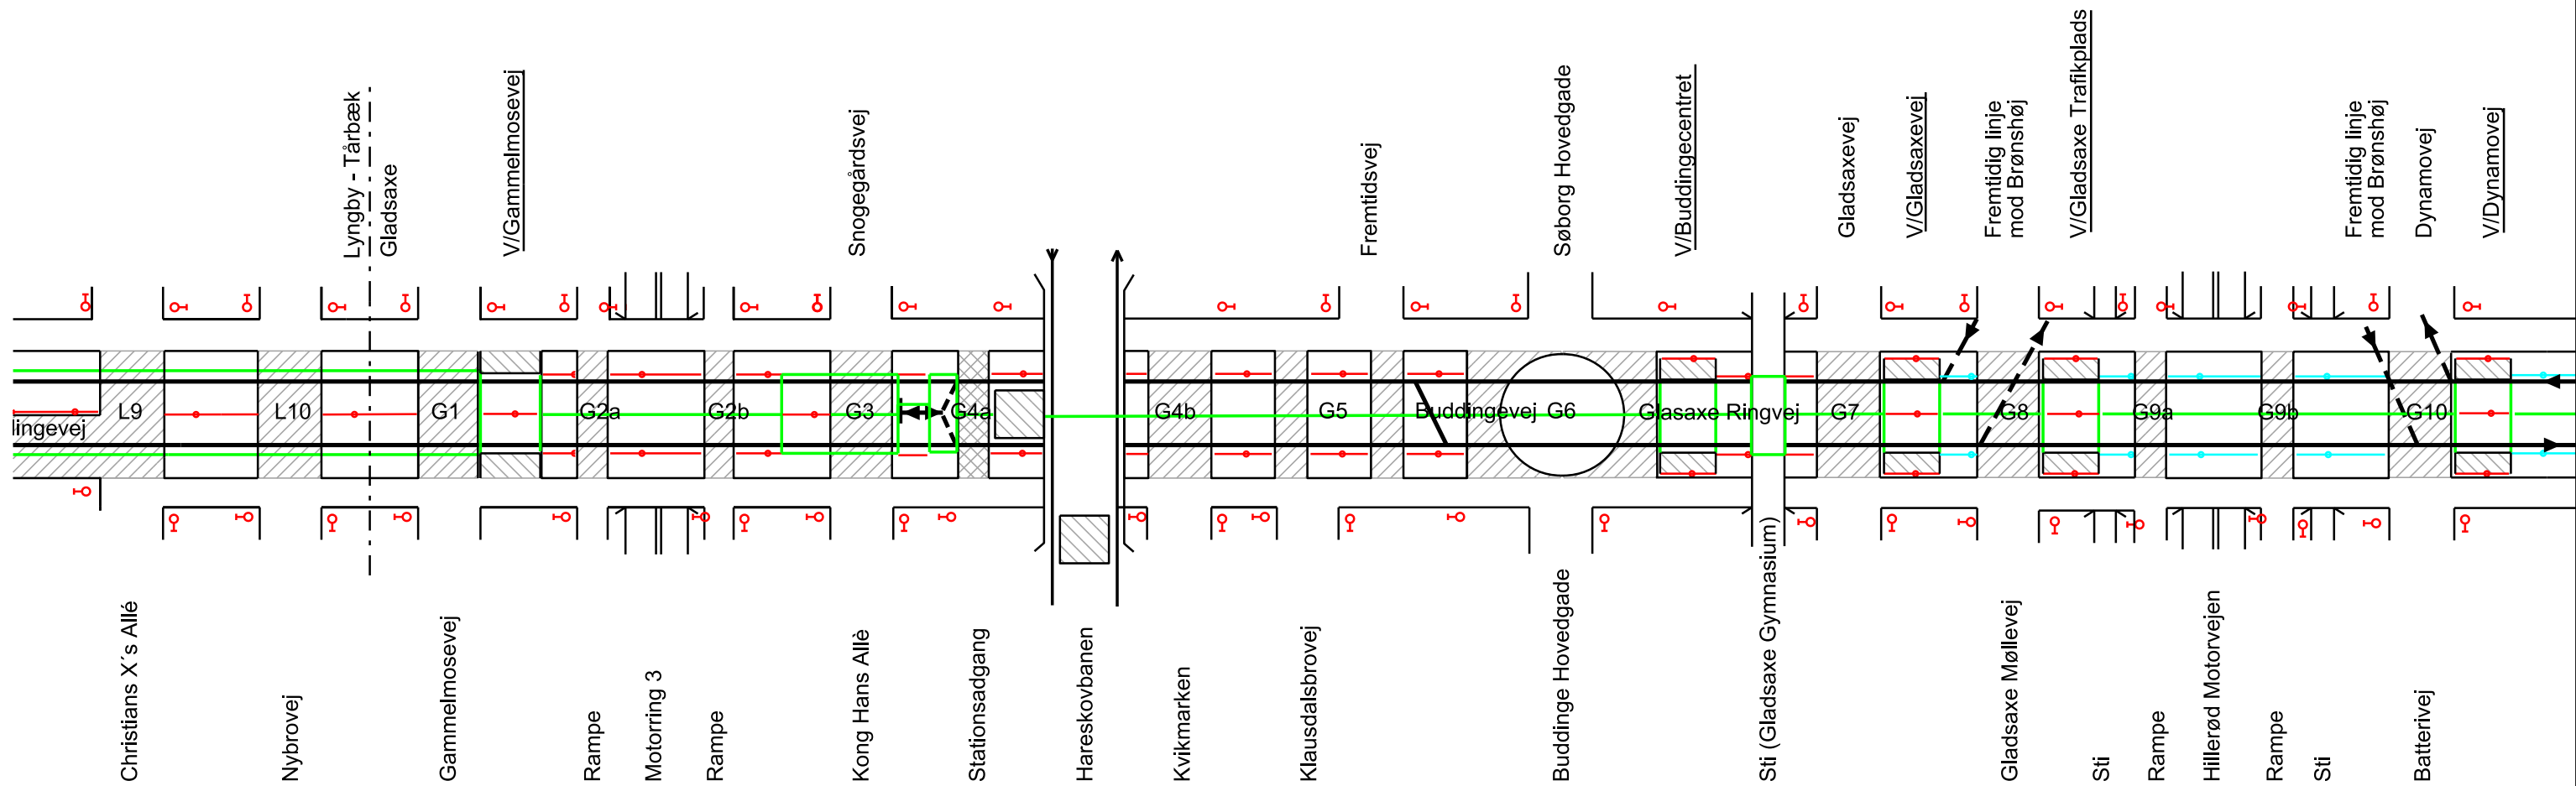 Lyngby - Tårbæk
Gladsaxe
V/Gammelmosevej
Snogegårdsvej
Fremtidsvej
Søborg Hovedgade
V/Buddingecentret
Gladsaxevej
V/Gladsaxevej
Fremtidig linje
mod Brønshøj
V/Gladsaxe Trafikplads
Fremtidig linje
mod Brønshøj
Dynamovej
V/Dynamovej
lingevej
L9
L10
G1
G2a
G2b
G3
G4a
G4b
G5
Buddingevej
G6
Glasaxe Ringvej
G7
G8
G9a
G9b
G10
Christians X´s Allé
Nybrovej
Gammelmosevej
Rampe
Motorring 3
Rampe
Kong Hans Allè
Stationsadgang
Hareskovbanen
Kvikmarken
Klausdalsbrovej
Buddinge Hovedgade
Sti (Gladsaxe Gymnasium)
Gladsaxe Møllevej
Sti
Rampe
Hillerød Motorvejen
Rampe
Sti
Batterivej